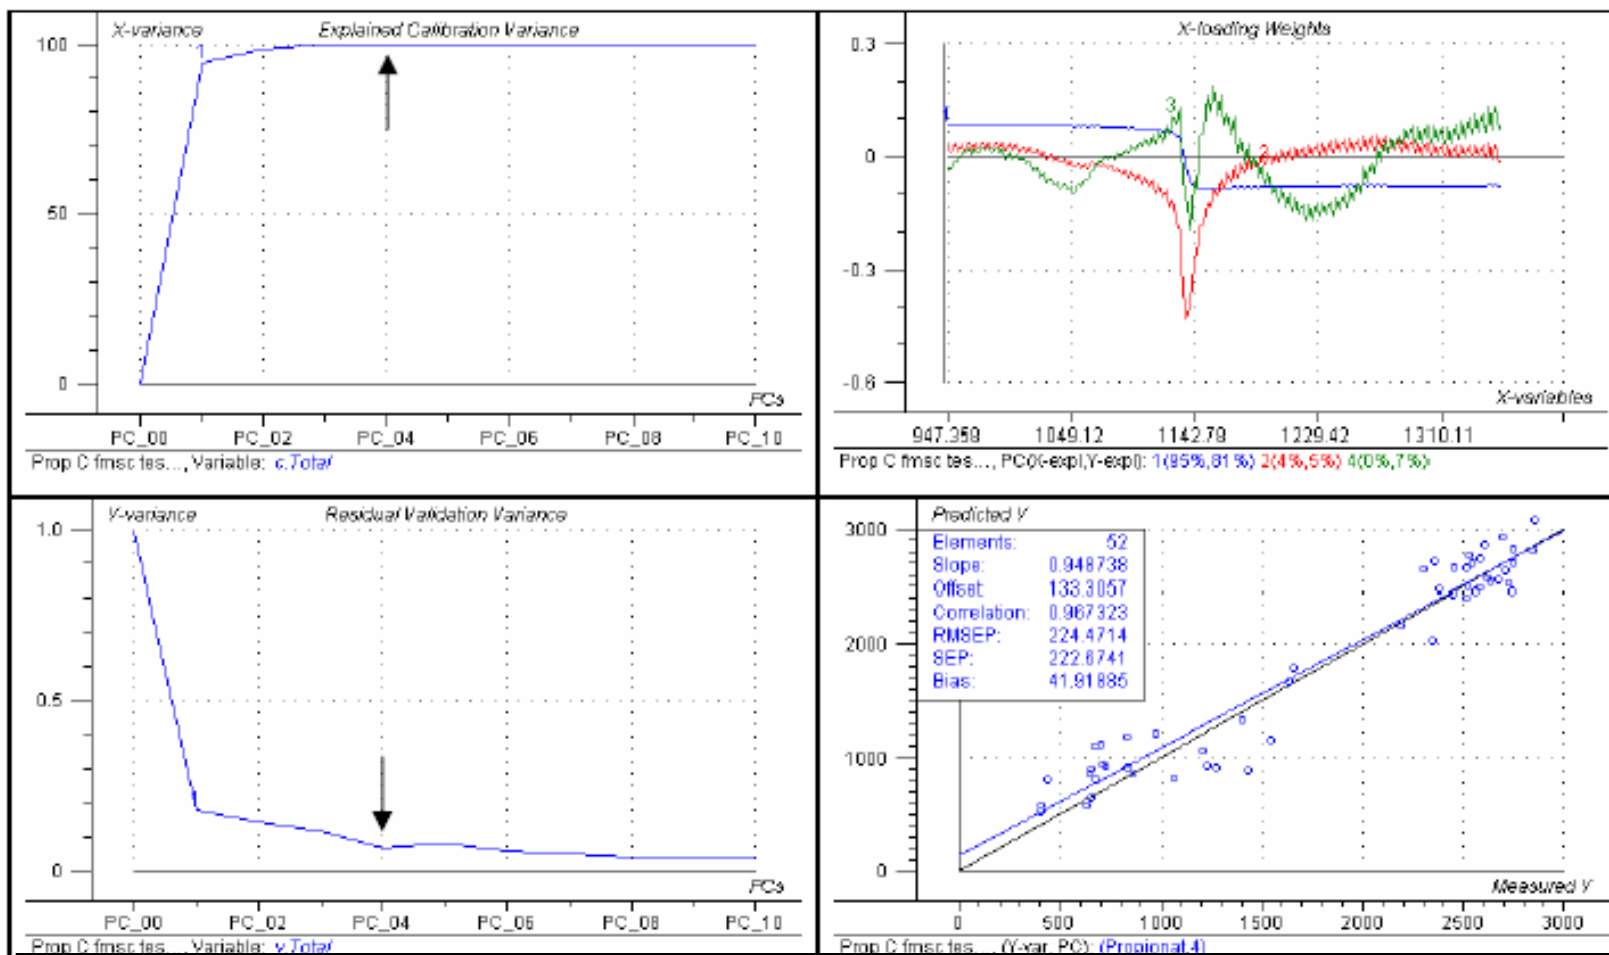 X-variance Explained Calibration Variance
100
50
0
PCs
PC_00 PC_02 PC_04 PC_06 PC_08 PC_10
Prop C fmsc tes..., Variable: c.Total
X-loading Weights
0.3
3
2
0
-0.3
-0.6
X-variables
947.358 1049.12 1142.78 1229.42 1310.11
Prop C fmsc tes..., PC(X-expl,Y-expl): 1(95%,81%) 2(4%,5%) 4(0%,7%)
Y-variance Residual Validation Variance
1.0
0.5
0
PCs
PC_00 PC_02 PC_04 PC_06 PC_08 PC_10
Prop C fmsc tes..., Variable: v.Total
Predicted Y
3000
Elements: 52
Slope: 0.948738
Offset: 133.3057
Correlation: 0.967323
RMSEP: 224.4714
SEP: 222.6741
Bias: 41.91885
2000
1000
0
Measured Y
0 500 1000 1500 2000 2500 3000
Prop C fmsc tes..., (Y-var, PC): (Propionat,4)